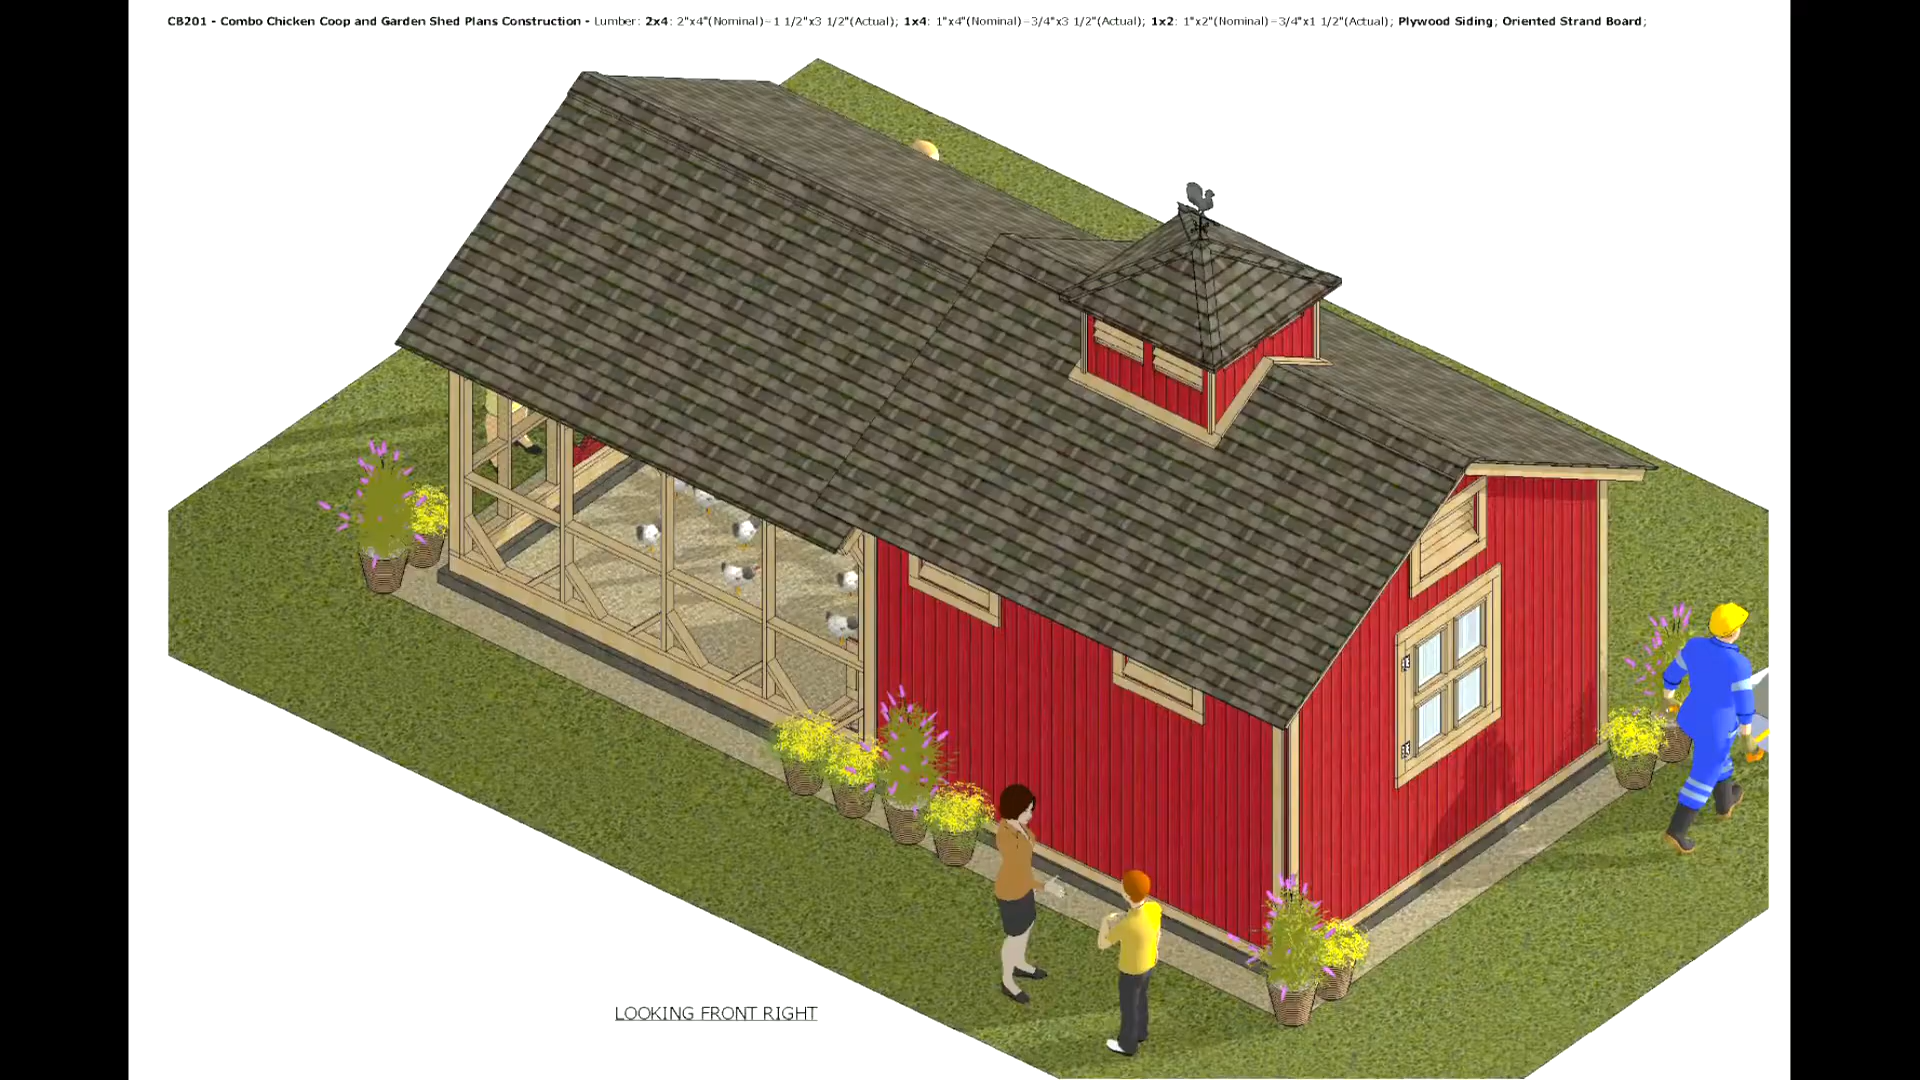 CB201 - Combo Chicken Coop and Garden Shed Plans Construction - Lumber: 2x4: 2"x4"(Nominal)-1 1/2"x3 1/2"(Actual); 1x4: 1"x4"(Nominal)-3/4"x3 1/2"(Actual); 1x2: 1"x2"(Nominal)-3/4"x1 1/2"(Actual); Plywood Siding; Oriented Strand Board;
LOOKING FRONT RIGHT